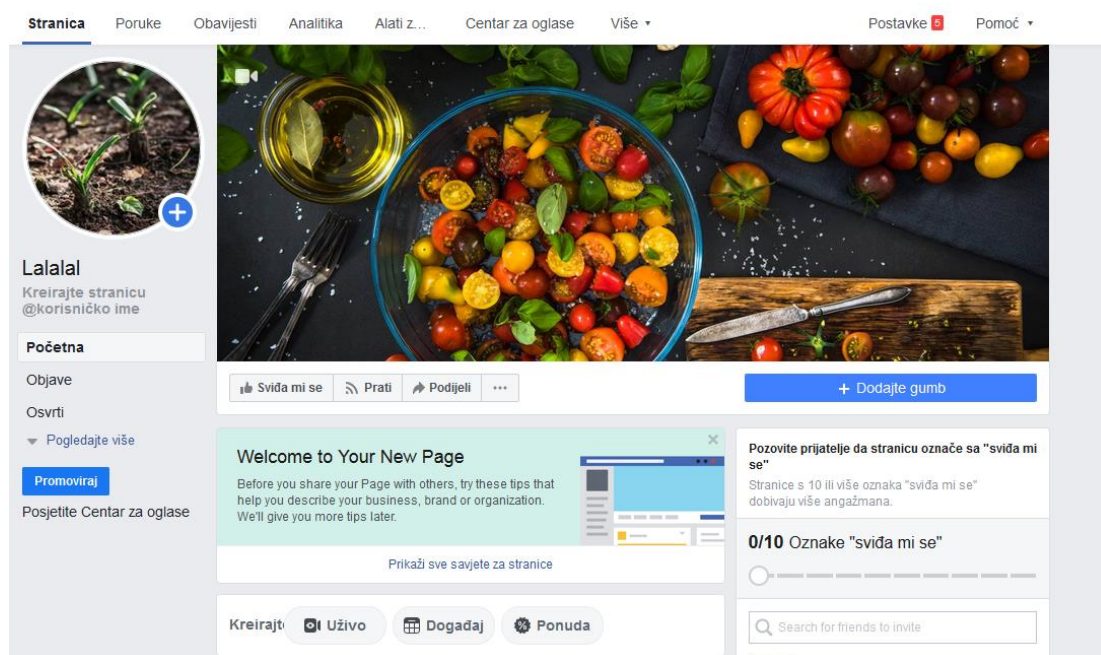 Stranica Poruke Obavijesti Analitika Alati z... Centar za oglase Više Postavke 5 Pomoć
Lalalal
Kreirajte stranicu
@korisničko ime
Početna
Objave
Osvrti
Pogledajte više
Promoviraj
Posjetite Centar za oglase
Sviđa mi se Prati Podijeli ...
+ Dodajte gumb
Welcome to Your New Page
Before you share your Page with others, try these tips that
help you describe your business, brand or organization.
We'll give you more tips later.
Prikaži sve savjete za stranice
Kreirajt Uživo Događaj Ponuda
Pozovite prijatelje da stranicu označe sa "sviđa mi
se"
Stranice s 10 ili više oznaka "sviđa mi se"
dobivaju više angažmana.
0/10 Oznake "sviđa mi se"
Search for friends to invite